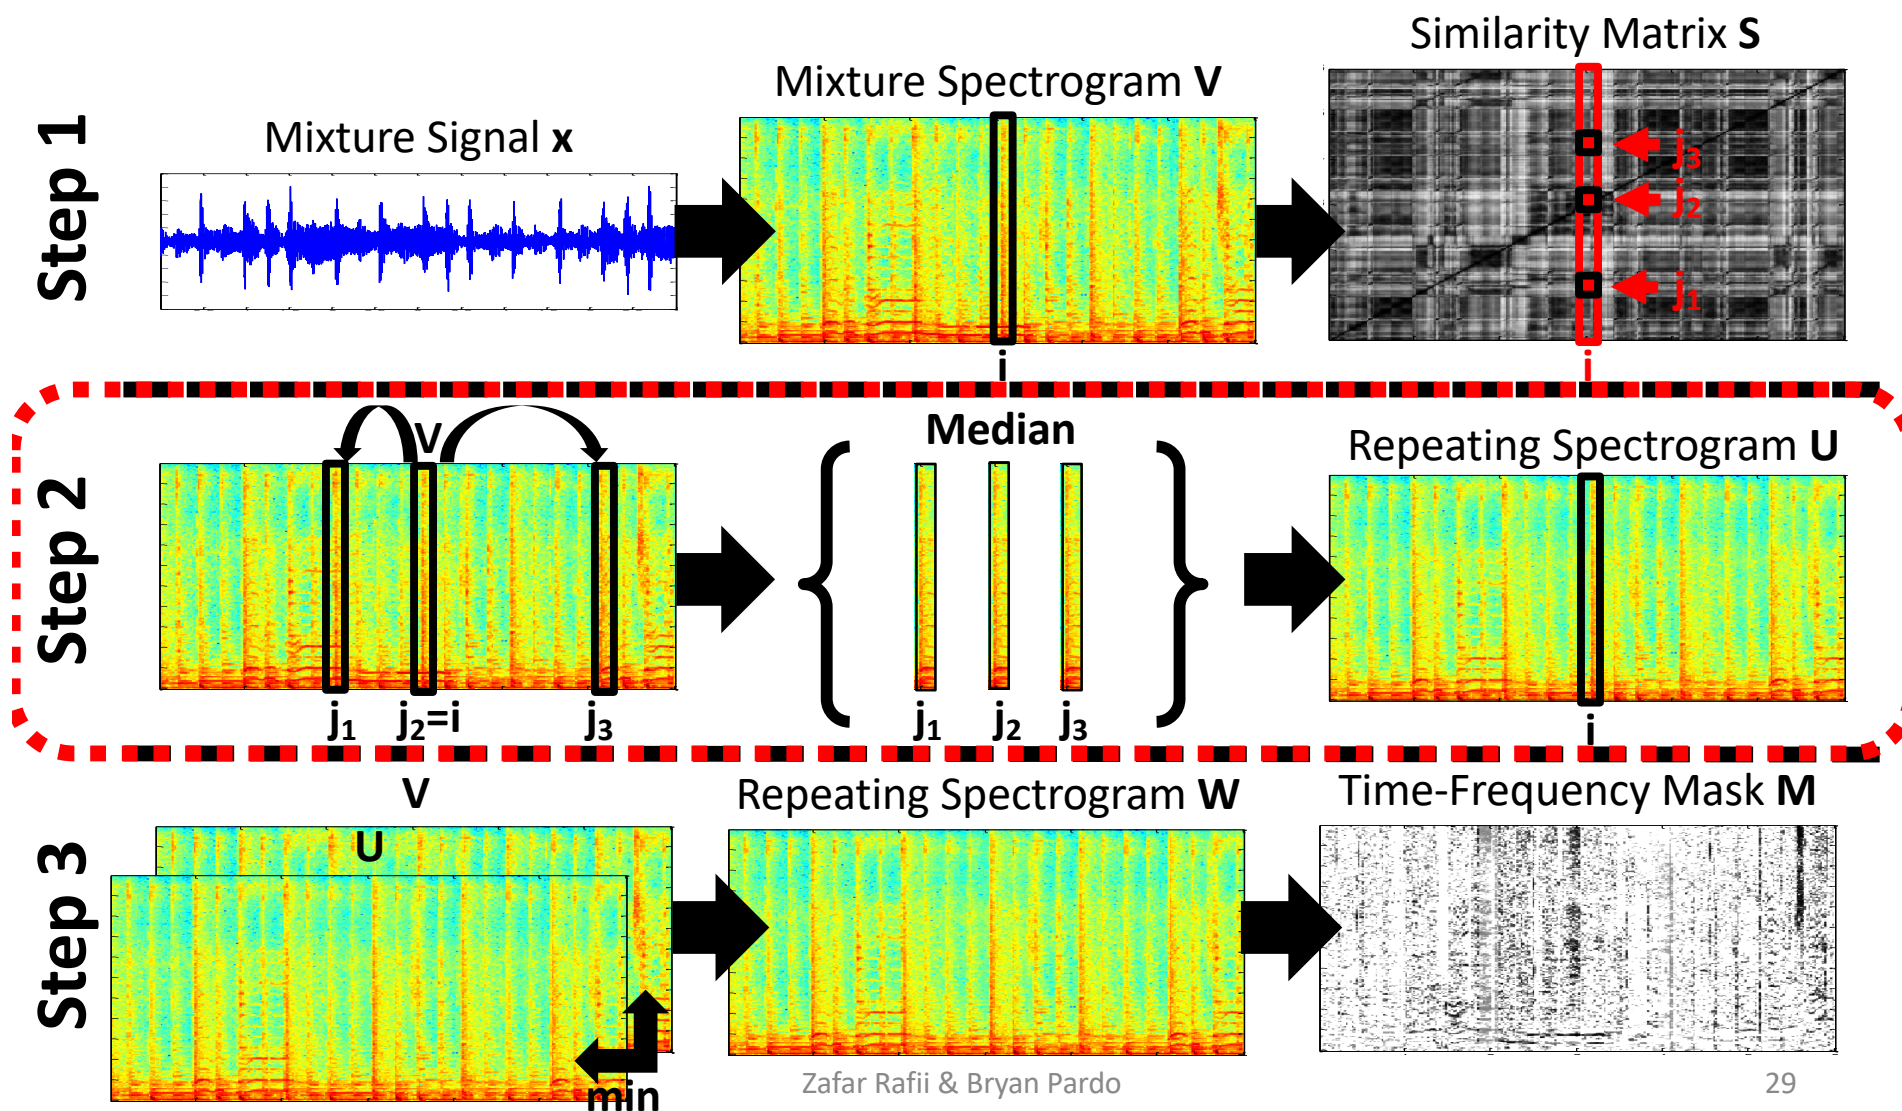 Step 1
Mixture Signal x
Mixture Spectrogram V
i
Similarity Matrix S
j3
j2
j1
i
Step 2
V
j1
j2=i
j3
Median
j1
j2
j3
Repeating Spectrogram U
i
Step 3
V
U
min
Repeating Spectrogram W
Time-Frequency Mask M
Zafar Rafii & Bryan Pardo
29